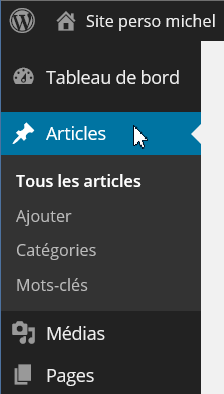 Site perso michel
Tableau de bord
Articles
Tous les articles
Ajouter
Catégories
Mots-clés
Médias
Pages